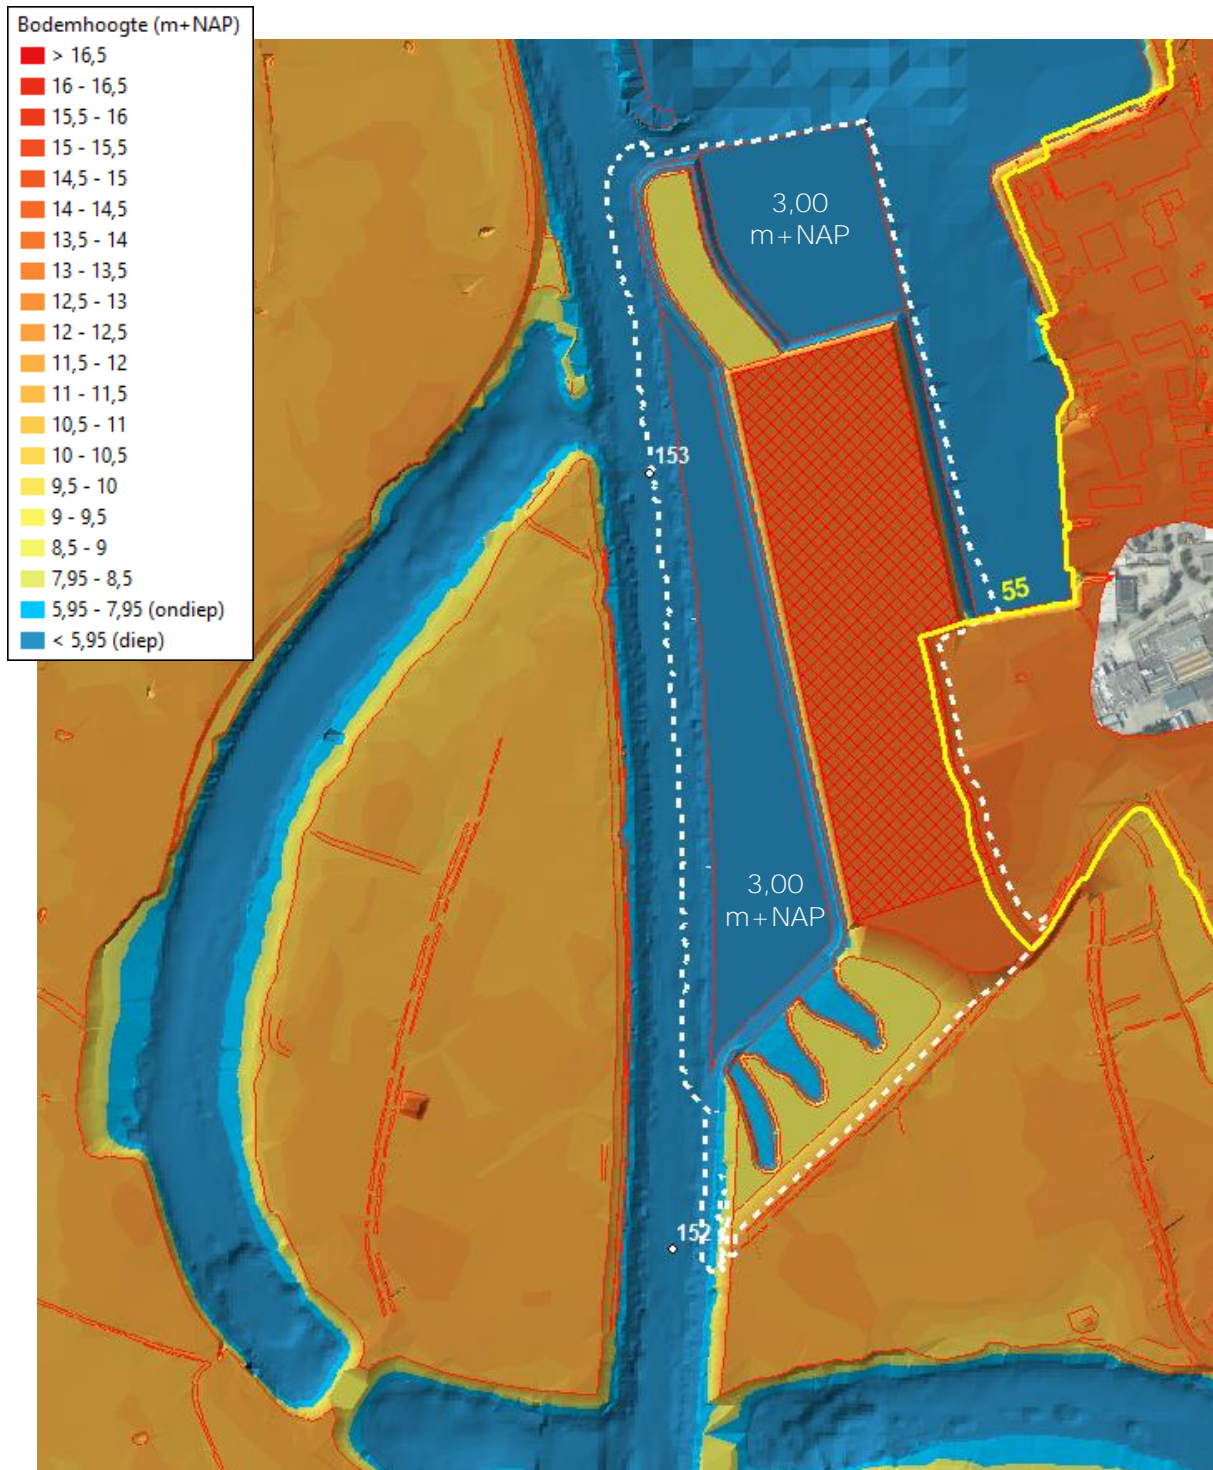 Bodemhoogte (m+NAP)
> 16,5
16 - 16,5
15,5 - 16
15 - 15,5
14,5 - 15
14 - 14,5
13,5 - 14
13 - 13,5
12,5 - 13
12 - 12,5
11,5 - 12
11 - 11,5
10,5 - 11
10 - 10,5
9,5 - 10
9 - 9,5
8,5 - 9
7,95 - 8,5
5,95 - 7,95 (ondiep)
< 5,95 (diep)
3,00
m+NAP
153
55
3,00
m+NAP
152